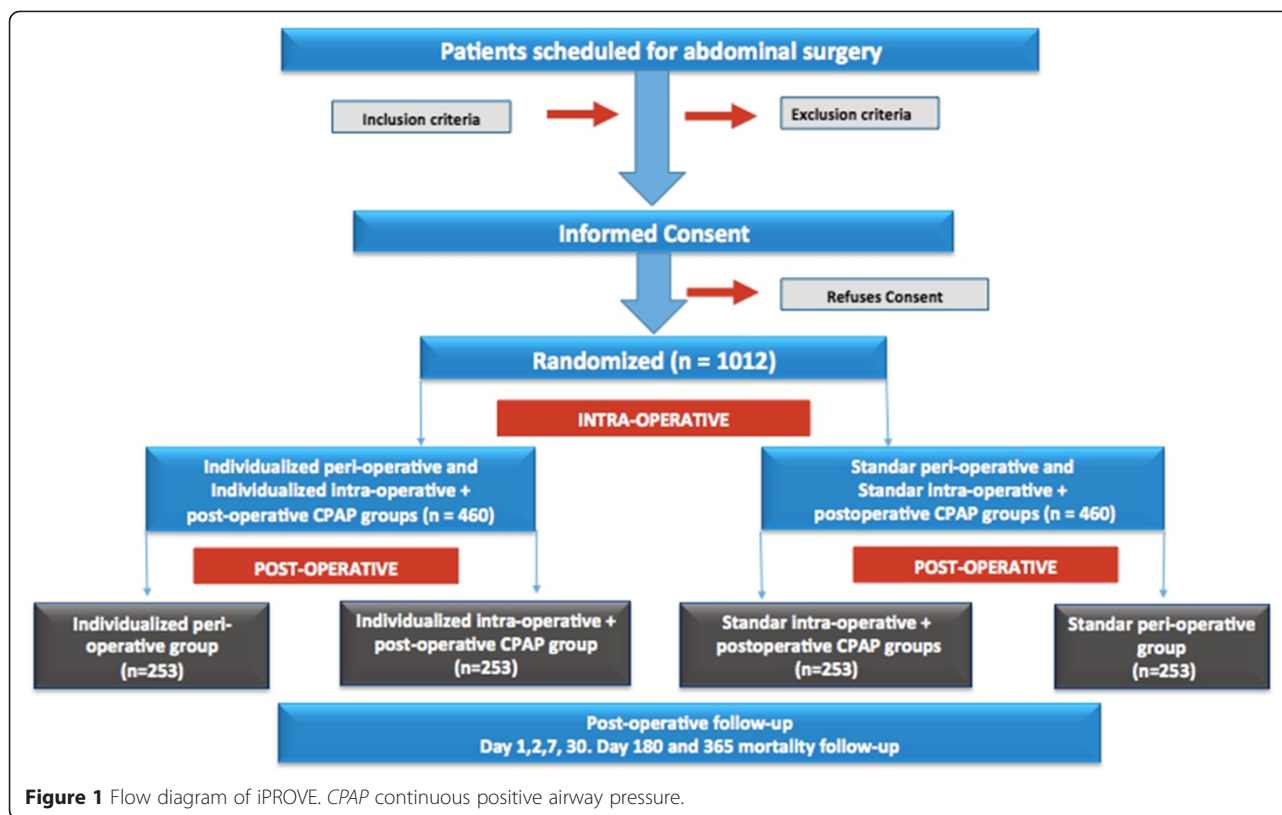 Patients scheduled for abdominal surgery
Inclusion criteria
Exclusion criteria
Informed Consent
Refuses Consent
Randomized (n = 1012)
INTRA-OPERATIVE
Individualized peri-operative and
Individualized intra-operative +
post-operative CPAP groups (n = 460)
Standar peri-operative and
Standar intra-operative +
postoperative CPAP groups (n = 460)
POST-OPERATIVE
POST-OPERATIVE
Individualized peri-
operative group
(n=253)
Individualized intra-operative +
post-operative CPAP group
(n=253)
Standar intra-operative +
postoperative CPAP groups
(n=253)
Standar peri-operative
group
(n=253)
Post-operative follow-up
Day 1,2,7, 30. Day 180 and 365 mortality follow-up
Figure 1 Flow diagram of iPROVE. CPAP continuous positive airway pressure.